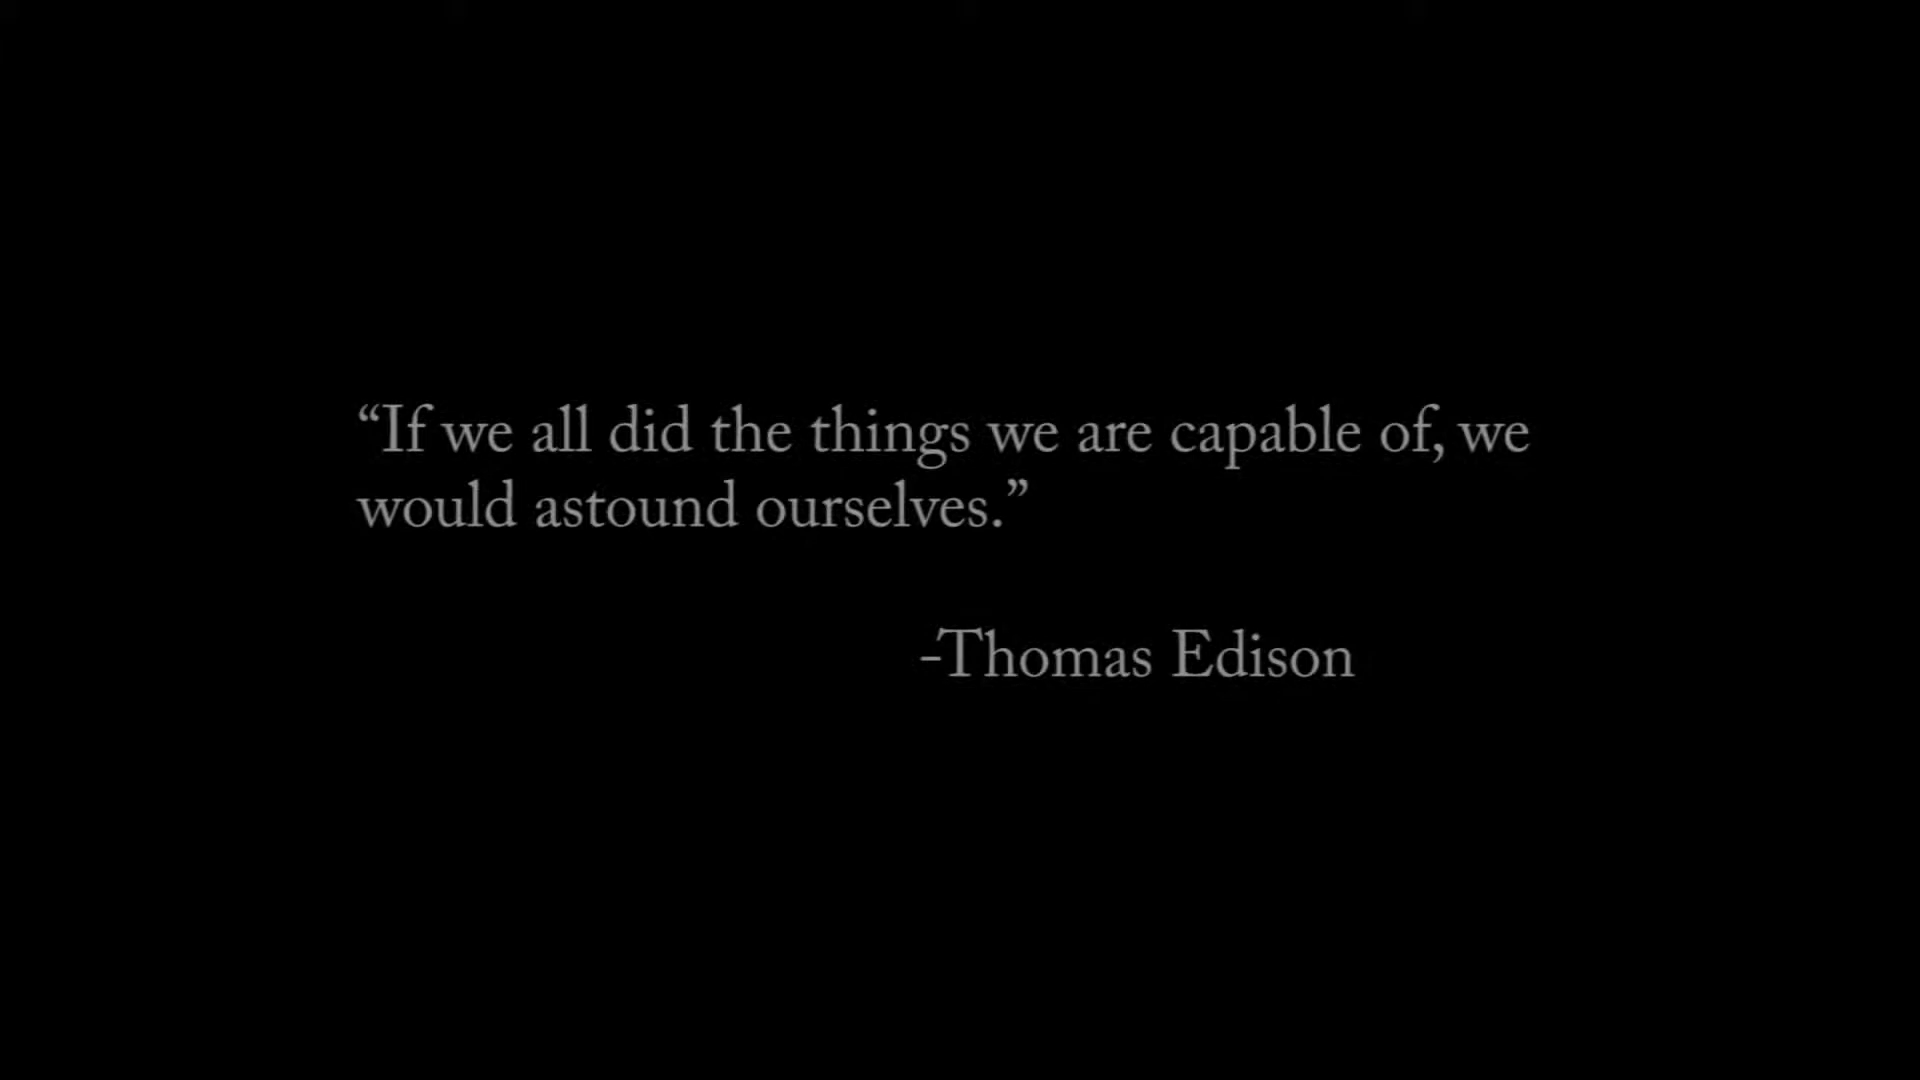 “If we all did the things we are capable of, we
would astound ourselves.”
-Thomas Edison